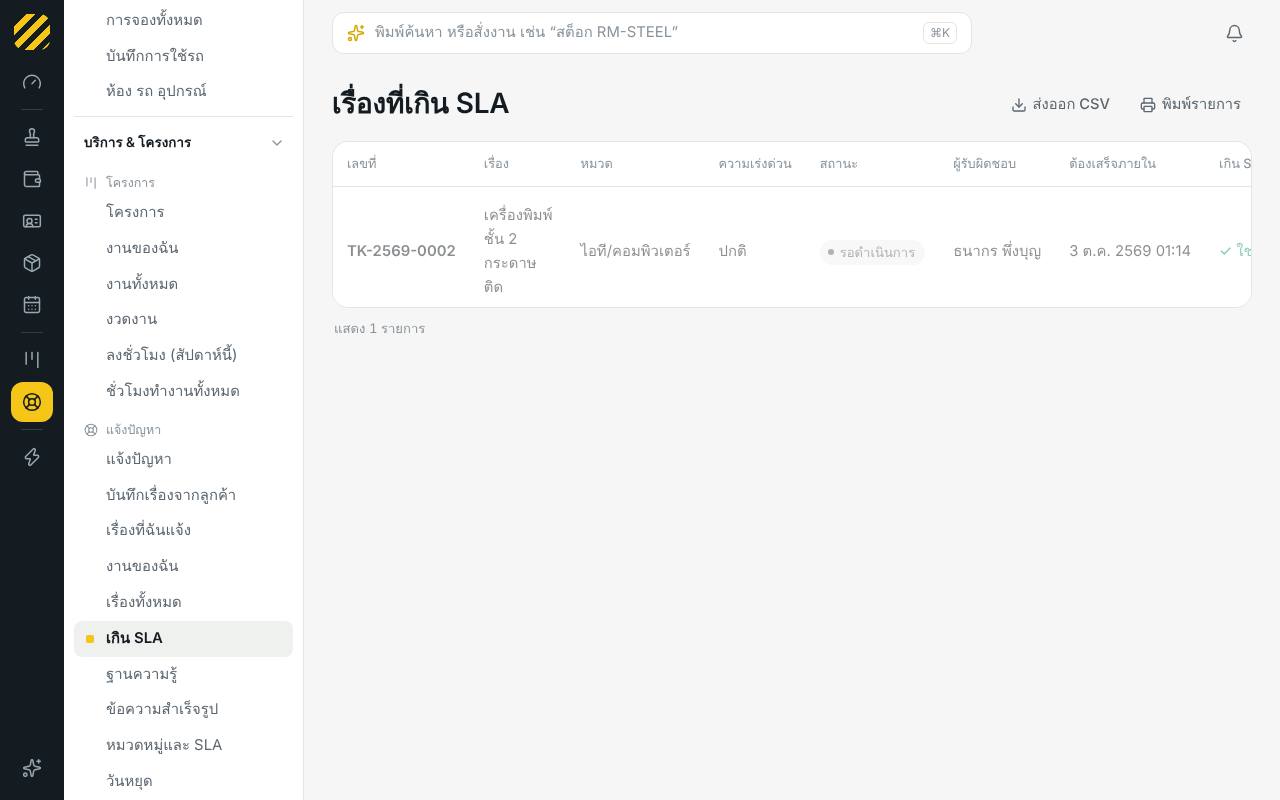 การจองทั้งหมด
บันทึกการใช้รถ
ห้อง รถ อุปกรณ์
บริการ & โครงการ
โครงการ
โครงการ
งานของฉัน
งานทั้งหมด
งวดงาน
ลงชั่วโมง (สัปดาห์นี้)
ชั่วโมงทำงานทั้งหมด
แจ้งปัญหา
แจ้งปัญหา
บันทึกเรื่องจากลูกค้า
เรื่องที่ฉันแจ้ง
งานของฉัน
เรื่องทั้งหมด
เกิน SLA
ฐานความรู้
ข้อความสำเร็จรูป
หมวดหมู่และ SLA
วันหยุด
พิมพ์ค้นหา หรือสั่งงาน เช่น “สต็อก RM-STEEL” ⌘K
เรื่องที่เกิน SLA
ส่งออก CSV พิมพ์รายการ
เลขที่ เรื่อง หมวด ความเร่งด่วน สถานะ ผู้รับผิดชอบ ต้องเสร็จภายใน เกิน S
TK-2569-0002 เครื่องพิมพ์ ชั้น 2 กระดาษ ติด ไอที/คอมพิวเตอร์ ปกติ รอดำเนินการ ธนากร พึ่งบุญ 3 ต.ค. 2569 01:14 ใช
แสดง 1 รายการ